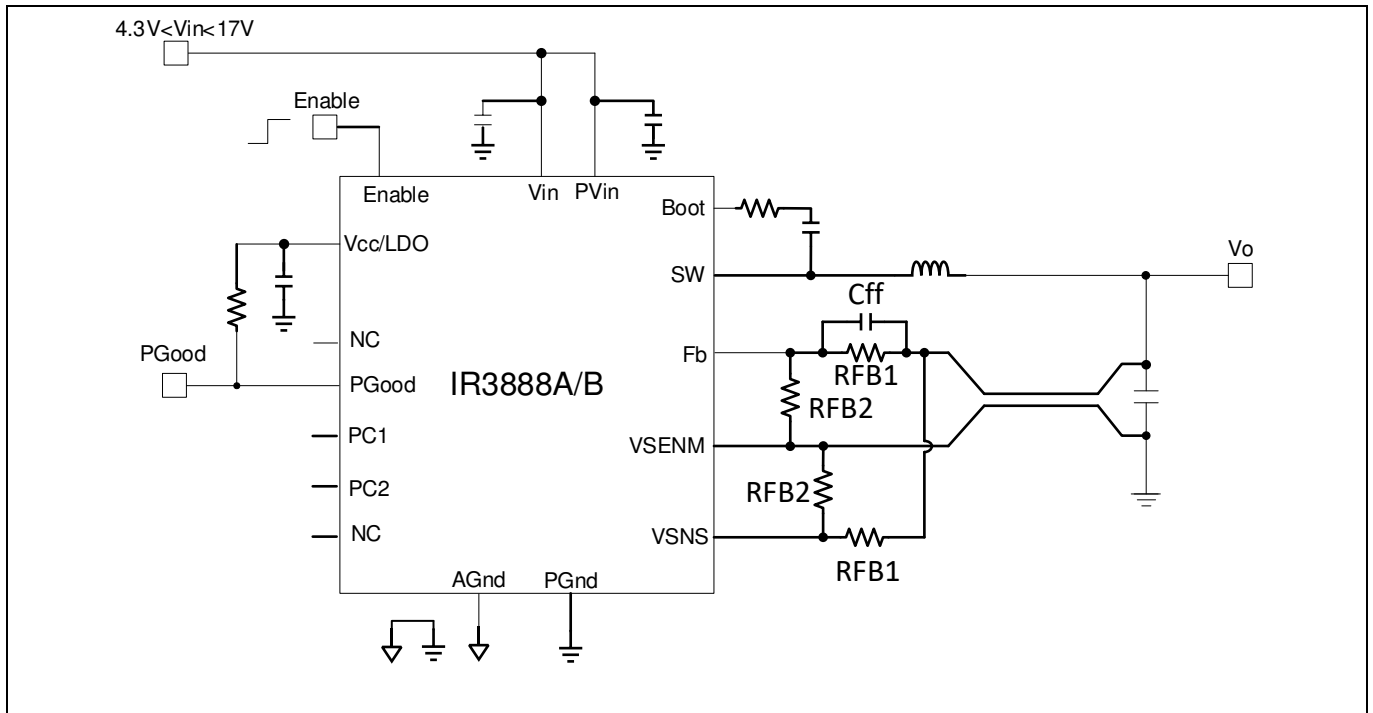 4.3V<Vin<17V
Enable
Enable
Vin
PVin
Boot
Vcc/LDO
SW
Vo
Cff
NC
Fb
RFB1
PGood
PGood
IR3888A/B
RFB2
PC1
VSENM
PC2
RFB2
NC
VSNS
RFB1
AGnd
PGnd